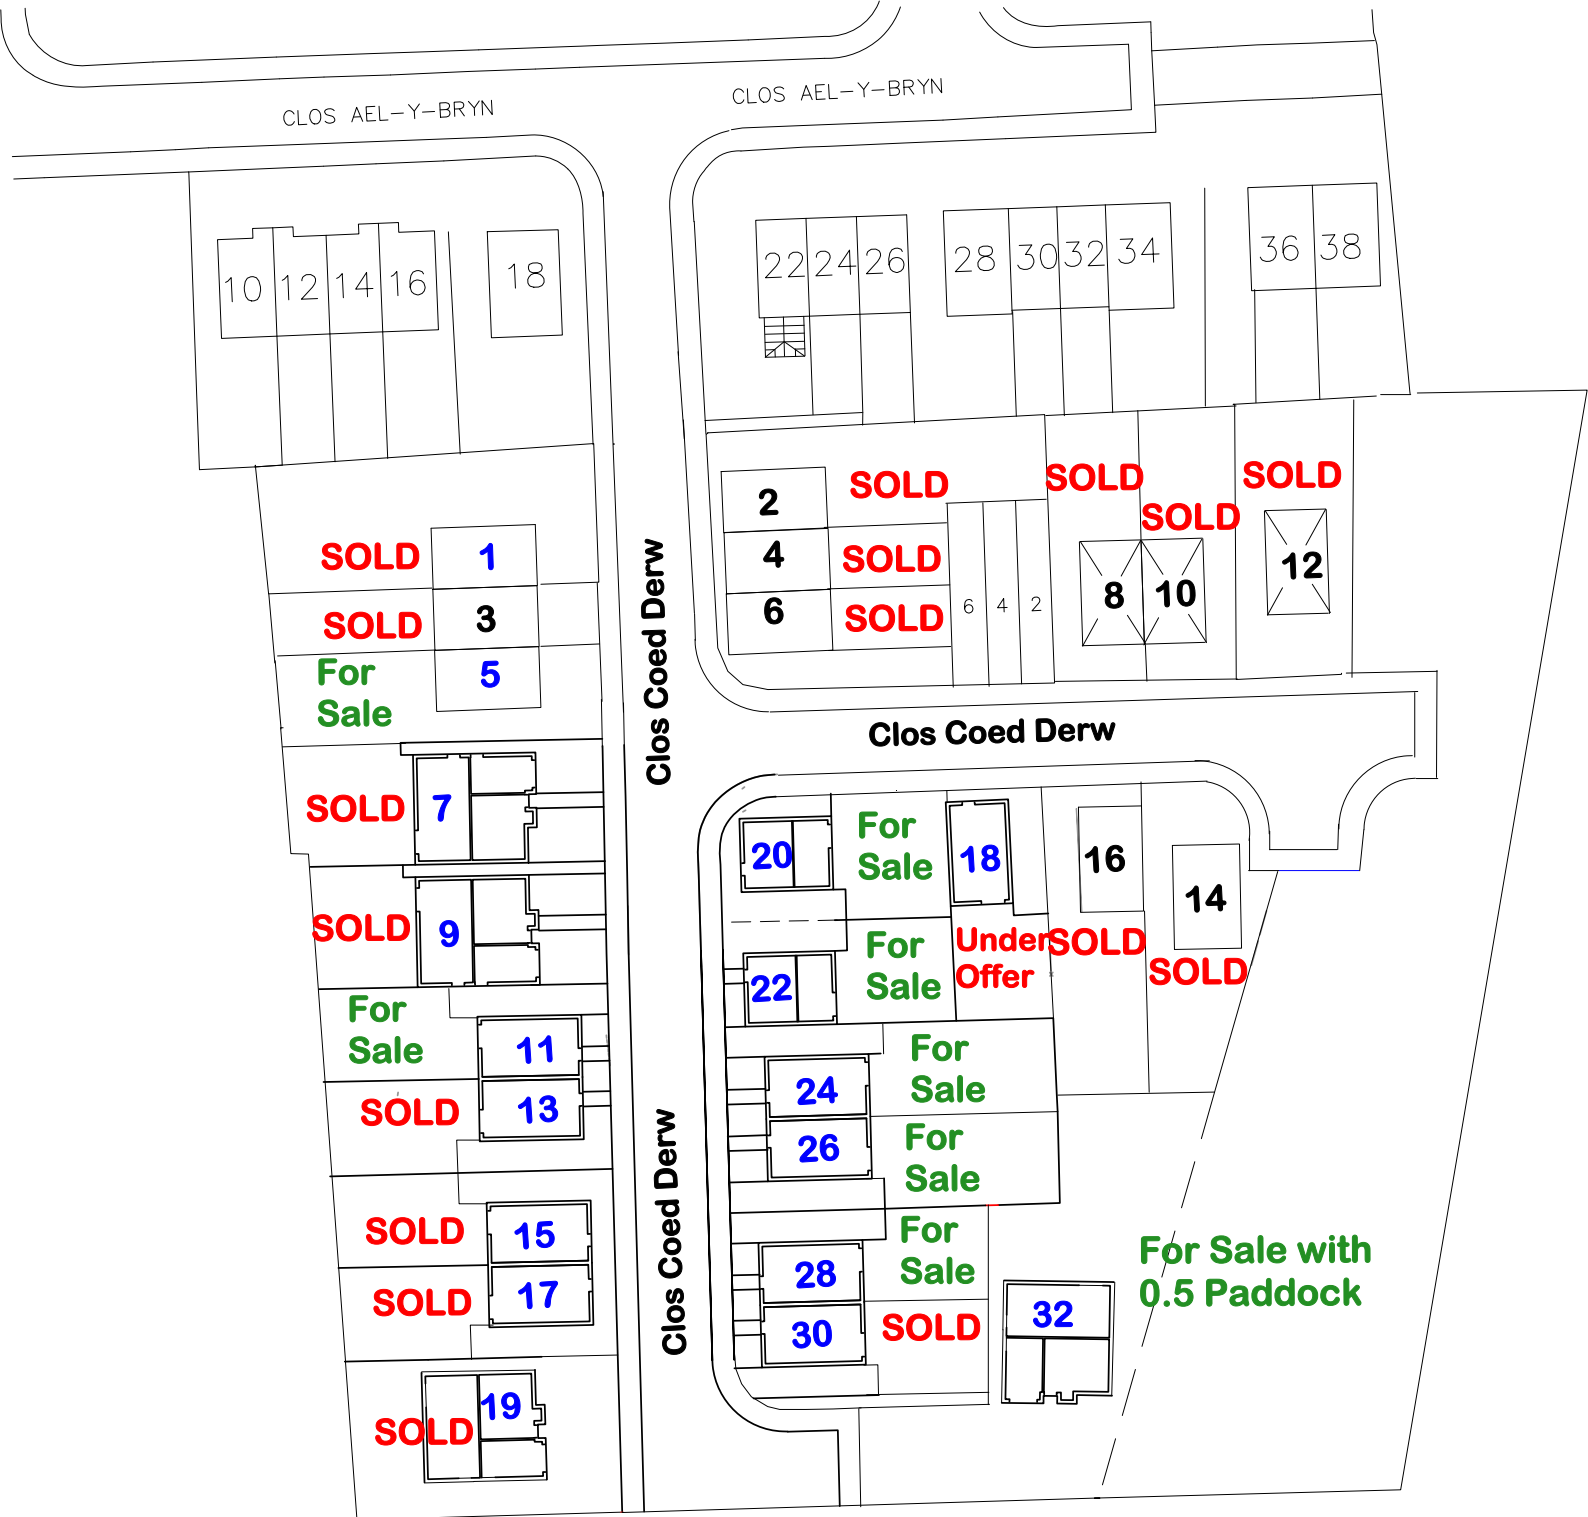 CLOS AEL-Y-BRYN
CLOS AEL-Y-BRYN
10
12
14
16
18
22
24
26
28
30
32
34
36
38
SOLD
1
SOLD
3
For
Sale
5
SOLD
7
SOLD
9
For
Sale
11
SOLD
13
SOLD
15
SOLD
17
SOLD
19
Clos Coed Derw
Clos Coed Derw
2
SOLD
4
SOLD
6
SOLD
6
4
2
SOLD
8
SOLD
10
SOLD
12
Clos Coed Derw
20
For
Sale
18
Under
Offer
16
SOLD
14
SOLD
22
For
Sale
24
For
Sale
26
For
Sale
28
For
Sale
30
SOLD
32
For Sale with
0.5 Paddock